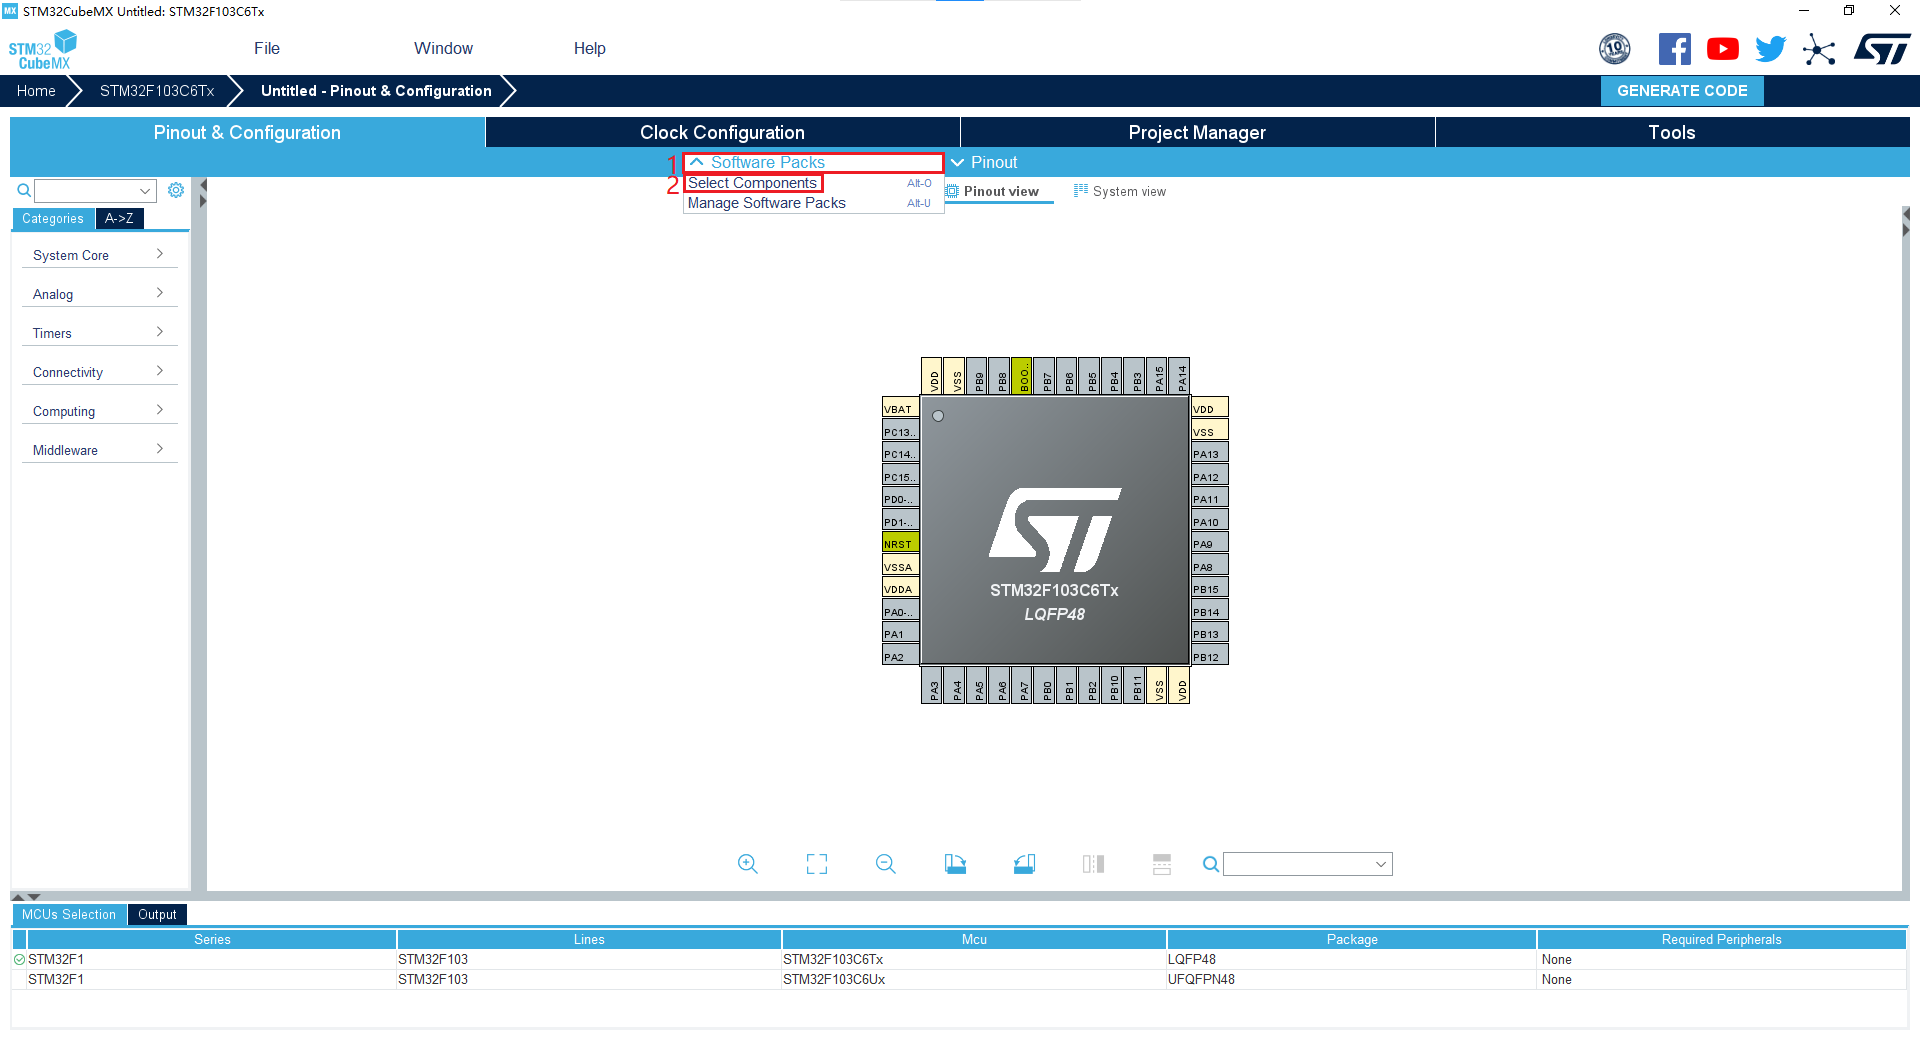 MX STM32CubeMX Untitled: STM32F103C6Tx
STM32
CubeMX
File
Window
Help
10
Home
STM32F103C6Tx
Untitled - Pinout & Configuration
GENERATE CODE
Pinout & Configuration
Clock Configuration
Project Manager
Tools
1
Software Packs
Pinout
2
Select Components
Alt-O
Manage Software Packs
Alt-U
Pinout view
System view
Categories
A->Z
System Core
Analog
Timers
Connectivity
Computing
Middleware
VDD
VSS
PB9
PB8
BOO..
PB7
PB6
PB5
PB4
PB3
PA15
PA14
VBAT
PC13..
PC14..
PC15..
PD0-..
PD1-..
NRST
VSSA
VDDA
PA0-..
PA1
PA2
VDD
VSS
PA13
PA12
PA11
PA10
PA9
PA8
PB15
PB14
PB13
PB12
ST
STM32F103C6Tx
LQFP48
PA3
PA4
PA5
PA6
PA7
PB0
PB1
PB2
PB10
PB11
VSS
VDD
MCUs Selection
Output
Series
Lines
Mcu
Package
Required Peripherals
STM32F1
STM32F103
STM32F103C6Tx
LQFP48
None
STM32F1
STM32F103
STM32F103C6Ux
UFQFPN48
None